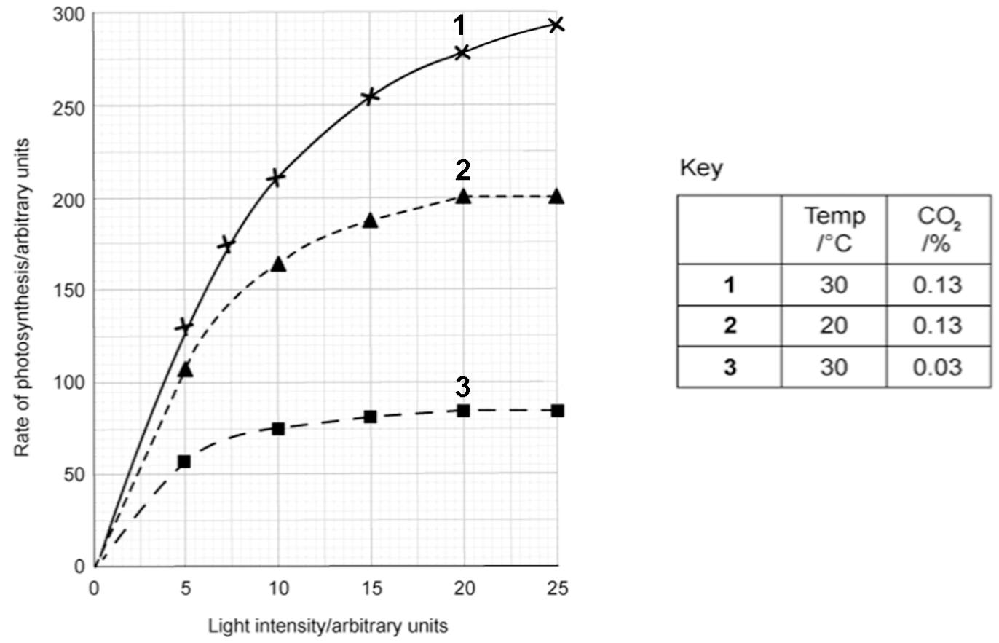 300
250
200
150
100
50
0
0 5 10 15 20 25
Rate of photosynthesis/arbitrary units
Light intensity/arbitrary units
1
2
3
Key
Temp /°C CO₂ /%
1 30 0.13
2 20 0.13
3 30 0.03